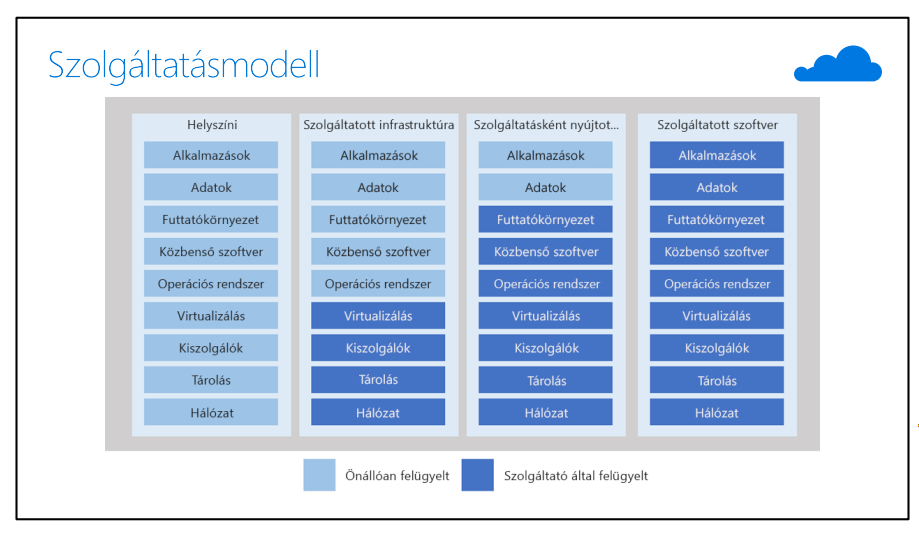 Szolgáltatásmodell
Helyszíni
Alkalmazások
Adatok
Futtatókörnyezet
Közbenső szoftver
Operációs rendszer
Virtualizálás
Kiszolgálók
Tárolás
Hálózat
Szolgáltatott infrastruktúra
Alkalmazások
Adatok
Futtatókörnyezet
Közbenső szoftver
Operációs rendszer
Virtualizálás
Kiszolgálók
Tárolás
Hálózat
Szolgáltatásként nyújtot...
Alkalmazások
Adatok
Futtatókörnyezet
Közbenső szoftver
Operációs rendszer
Virtualizálás
Kiszolgálók
Tárolás
Hálózat
Szolgáltatott szoftver
Alkalmazások
Adatok
Futtatókörnyezet
Közbenső szoftver
Operációs rendszer
Virtualizálás
Kiszolgálók
Tárolás
Hálózat
Önállóan felügyelt
Szolgáltató által felügyelt